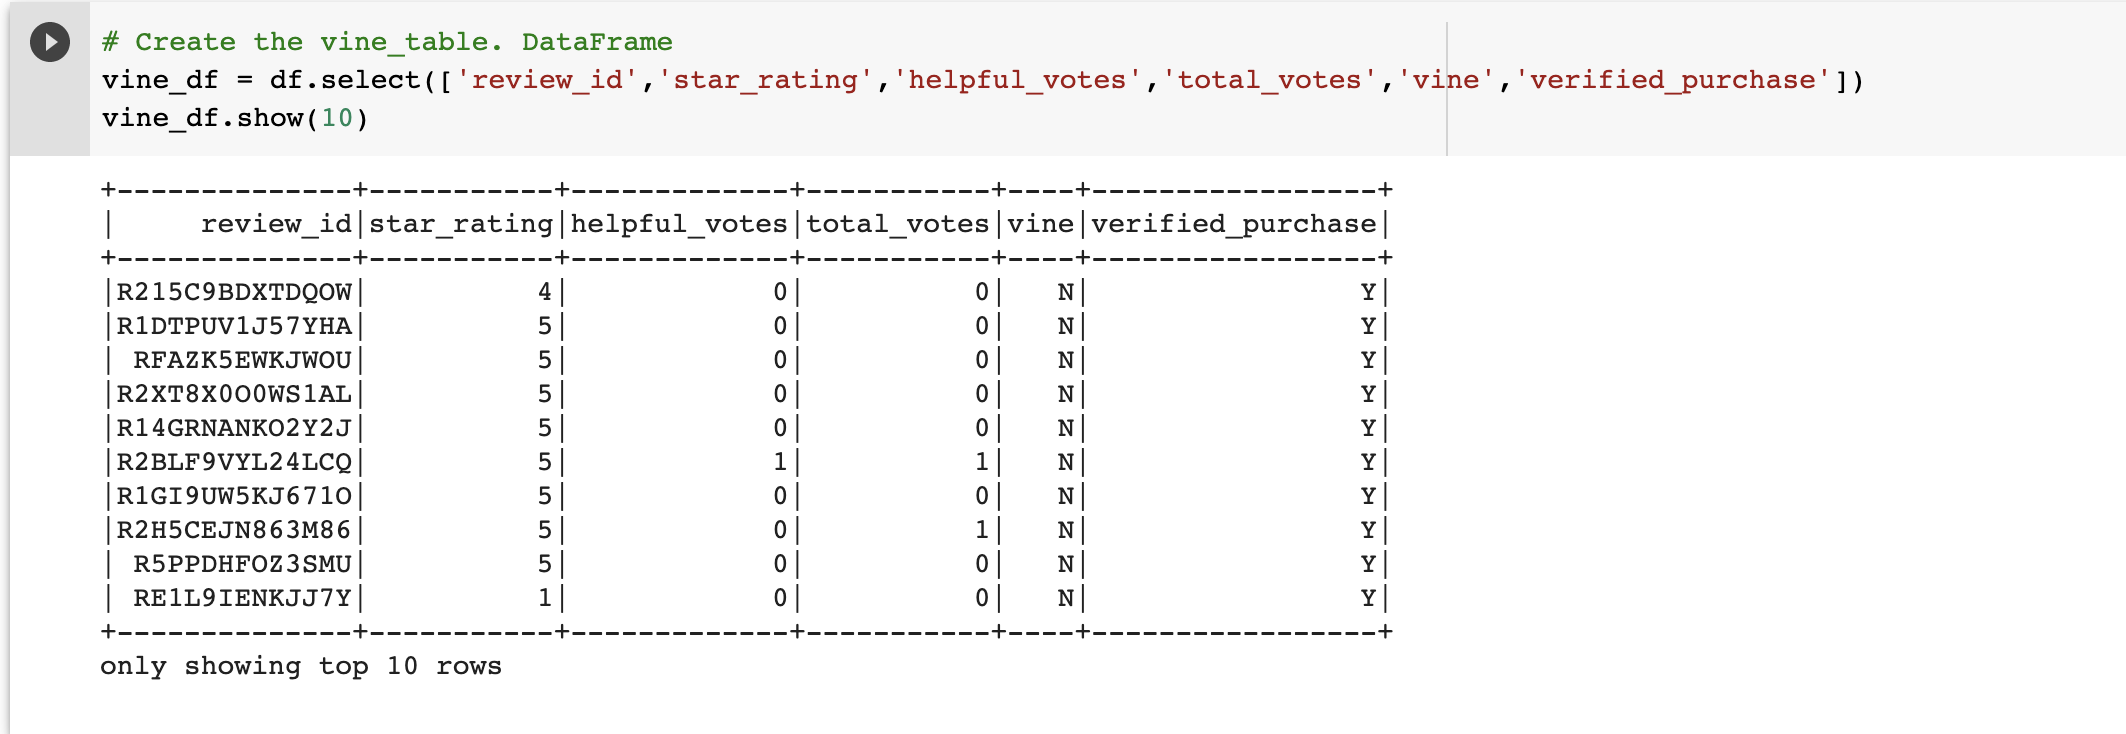 # Create the vine_table. DataFrame
vine_df = df.select(['review_id','star_rating','helpful_votes','total_votes','vine','verified_purchase'])
vine_df.show(10)
+--------------+-----------+-------------+-----------+----+-----------------+
|     review_id|star_rating|helpful_votes|total_votes|vine|verified_purchase|
+--------------+-----------+-------------+-----------+----+-----------------+
|R215C9BDXTDQOW|          4|            0|          0|   N|                Y|
|R1DTPUV1J57YHA|          5|            0|          0|   N|                Y|
| RFAZK5EWKJWOU|          5|            0|          0|   N|                Y|
|R2XT8X0O0WS1AL|          5|            0|          0|   N|                Y|
|R14GRNANKO2Y2J|          5|            0|          0|   N|                Y|
|R2BLF9VYL24LCQ|          5|            1|          1|   N|                Y|
|R1GI9UW5KJ671O|          5|            0|          0|   N|                Y|
|R2H5CEJN863M86|          5|            0|          1|   N|                Y|
| R5PPDHFOZ3SMU|          5|            0|          0|   N|                Y|
| RE1L9IENKJJ7Y|          1|            0|          0|   N|                Y|
+--------------+-----------+-------------+-----------+----+-----------------+
only showing top 10 rows